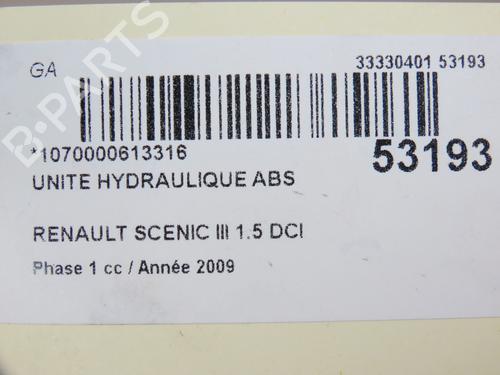 B-PARTS
GA
33330401 53193
*1070000613316
53193
UNITE HYDRAULIQUE ABS
RENAULT SCENIC III 1.5 DCI
Phase 1 cc / Année 2009